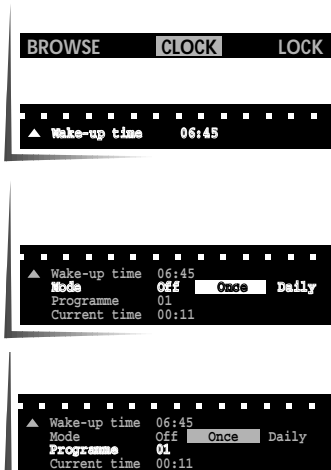 BROWSE CLOCK LOCK
Wake-up time 06:45
Wake-up time 06:45
Mode Off Once Daily
Programme 01
Current time 00:11
Wake-up time 06:45
Mode Off Once Daily
Programme 01
Current time 00:11